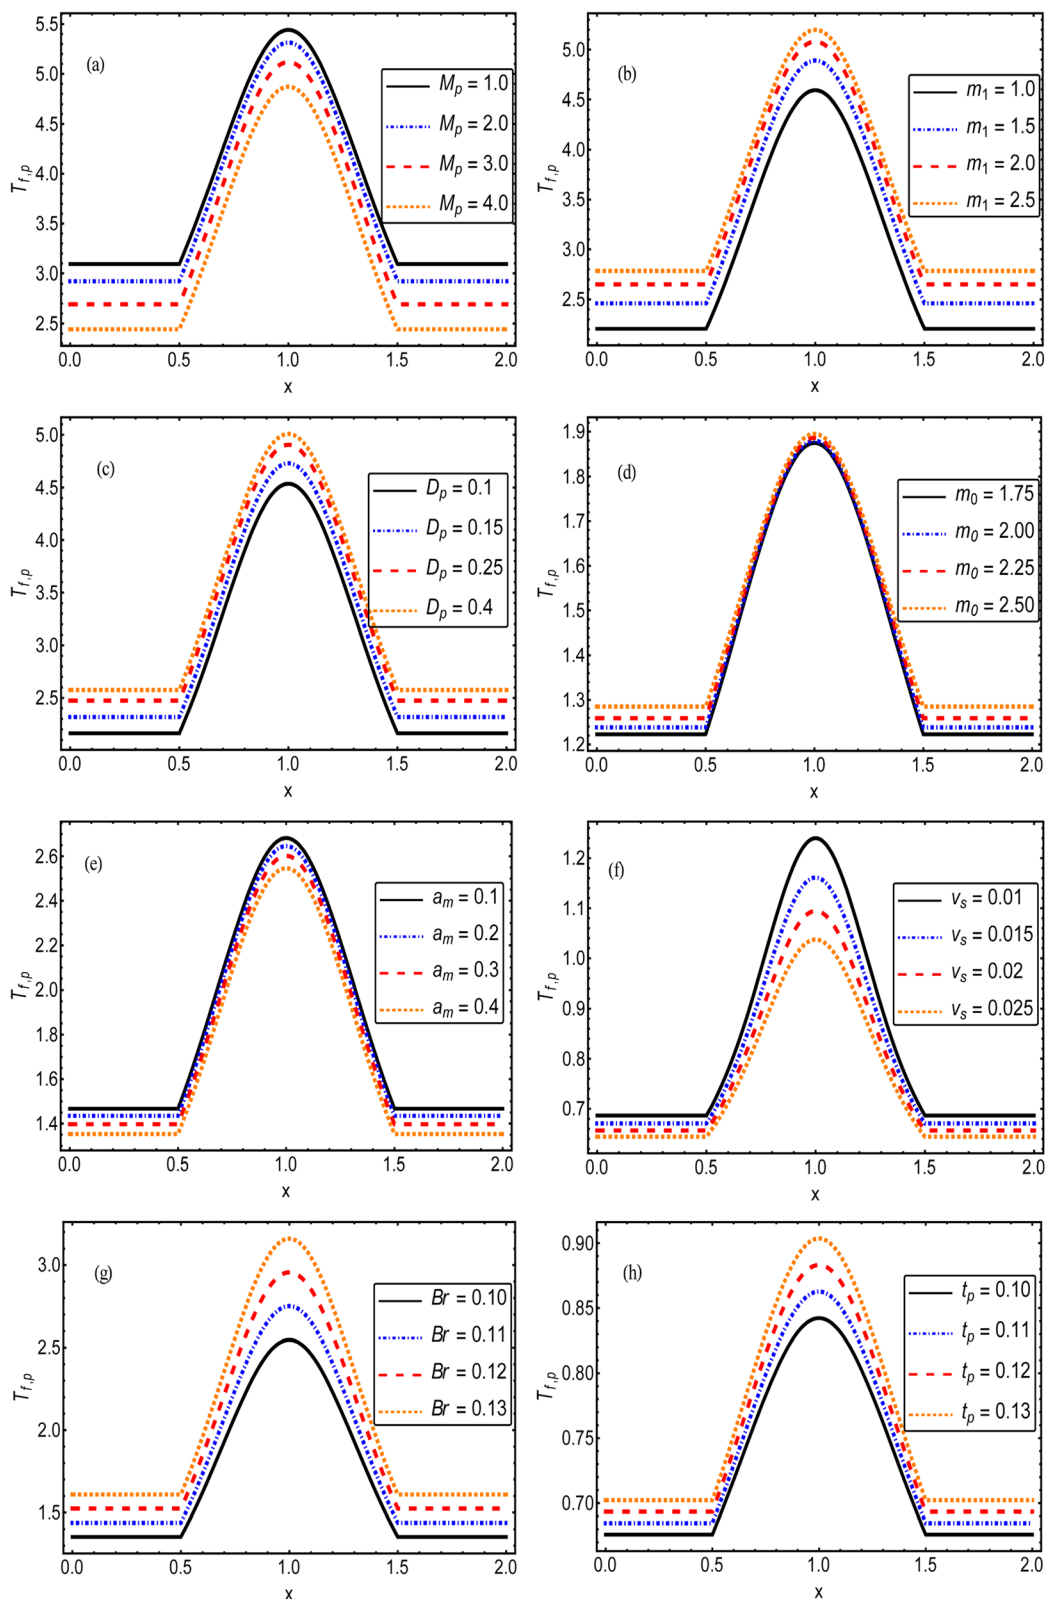 (a)
T_f,p
5.5
5.0
4.5
4.0
3.5
3.0
2.5
M_p = 1.0
M_p = 2.0
M_p = 3.0
M_p = 4.0
0.0 0.5 1.0 1.5 2.0
x
(b)
T_f,p
5.0
4.5
4.0
3.5
3.0
2.5
m_1 = 1.0
m_1 = 1.5
m_1 = 2.0
m_1 = 2.5
0.0 0.5 1.0 1.5 2.0
x
(c)
T_f,p
5.0
4.5
4.0
3.5
3.0
2.5
D_p = 0.1
D_p = 0.15
D_p = 0.25
D_p = 0.4
0.0 0.5 1.0 1.5 2.0
x
(d)
T_f,p
1.9
1.8
1.7
1.6
1.5
1.4
1.3
1.2
m_0 = 1.75
m_0 = 2.00
m_0 = 2.25
m_0 = 2.50
0.0 0.5 1.0 1.5 2.0
x
(e)
T_f,p
2.6
2.4
2.2
2.0
1.8
1.6
1.4
a_m = 0.1
a_m = 0.2
a_m = 0.3
a_m = 0.4
0.0 0.5 1.0 1.5 2.0
x
(f)
T_f,p
1.2
1.1
1.0
0.9
0.8
0.7
v_s = 0.01
v_s = 0.015
v_s = 0.02
v_s = 0.025
0.0 0.5 1.0 1.5 2.0
x
(g)
T_f,p
3.0
2.5
2.0
1.5
Br = 0.10
Br = 0.11
Br = 0.12
Br = 0.13
0.0 0.5 1.0 1.5 2.0
x
(h)
T_f,p
0.90
0.85
0.80
0.75
0.70
t_p = 0.10
t_p = 0.11
t_p = 0.12
t_p = 0.13
0.0 0.5 1.0 1.5 2.0
x